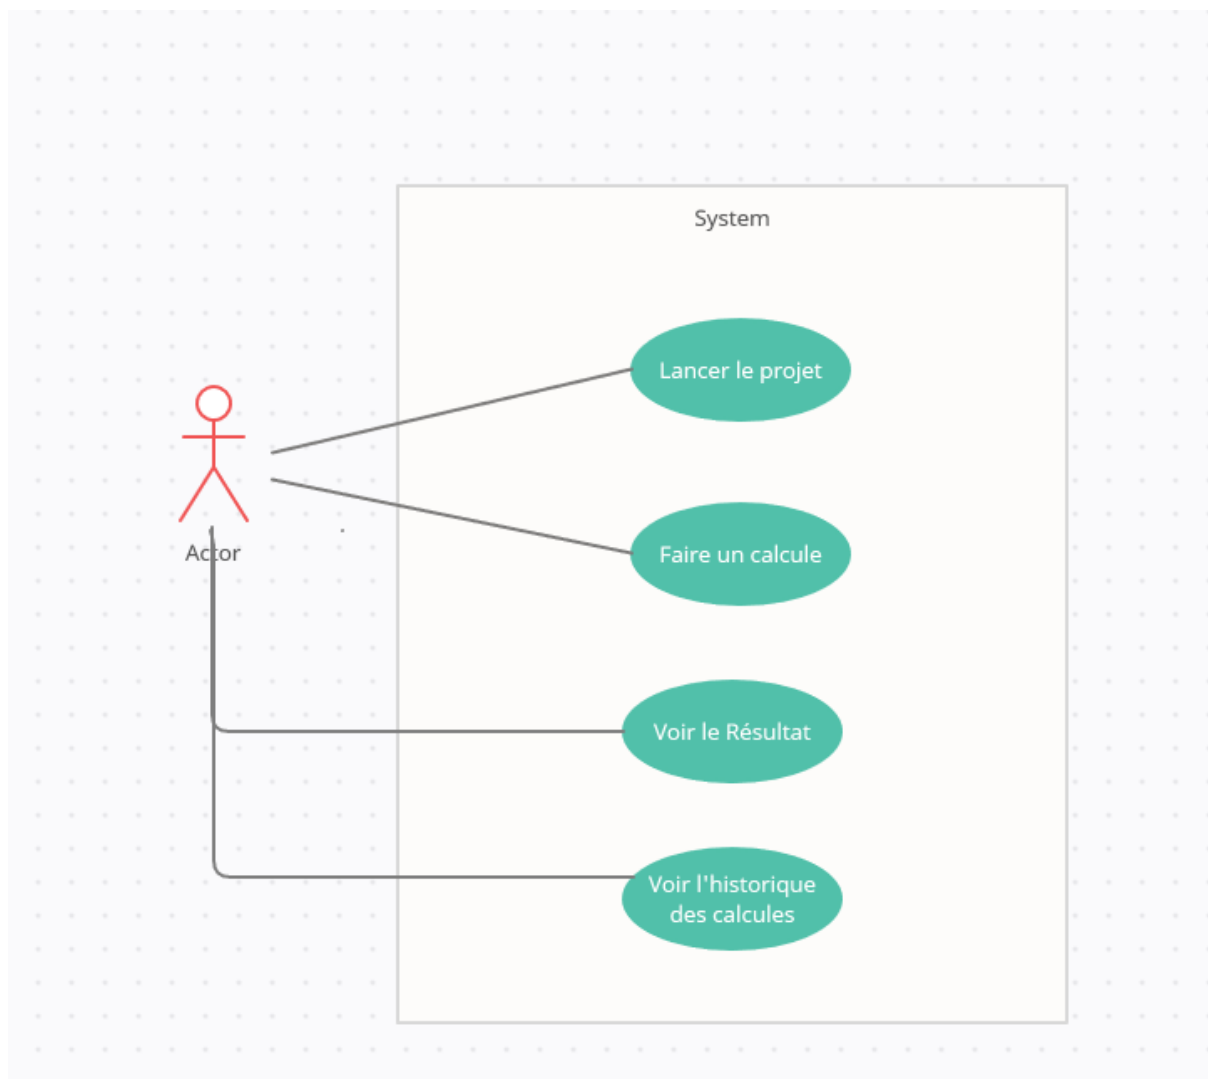 System
Lancer le projet
Actor
Faire un calcule
Voir le Résultat
Voir l'historique
des calcules